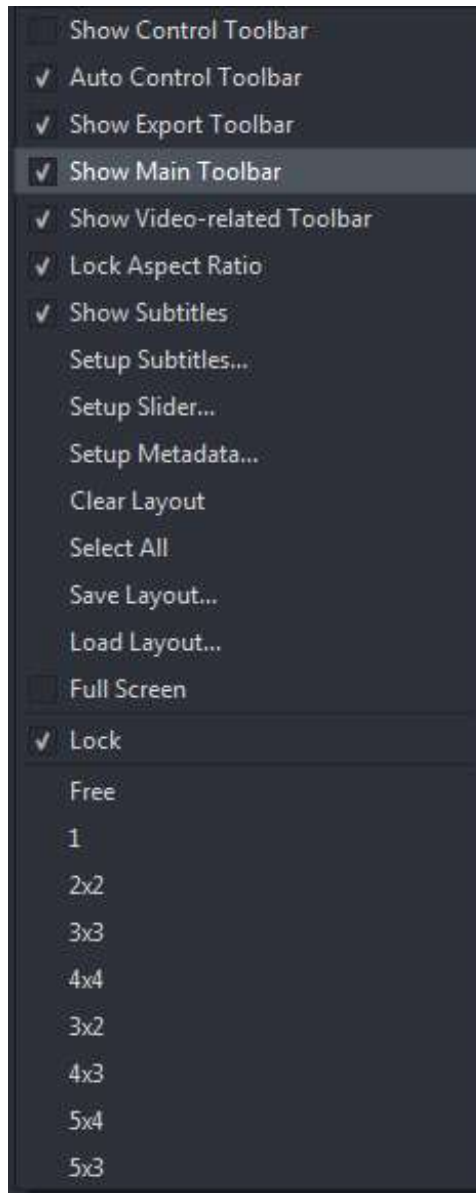 Show Control Toolbar
Auto Control Toolbar
Show Export Toolbar
Show Main Toolbar
Show Video-related Toolbar
Lock Aspect Ratio
Show Subtitles
Setup Subtitles...
Setup Slider...
Setup Metadata...
Clear Layout
Select All
Save Layout...
Load Layout...
Full Screen
Lock
Free
1
2x2
3x3
4x4
3x2
4x3
5x4
5x3